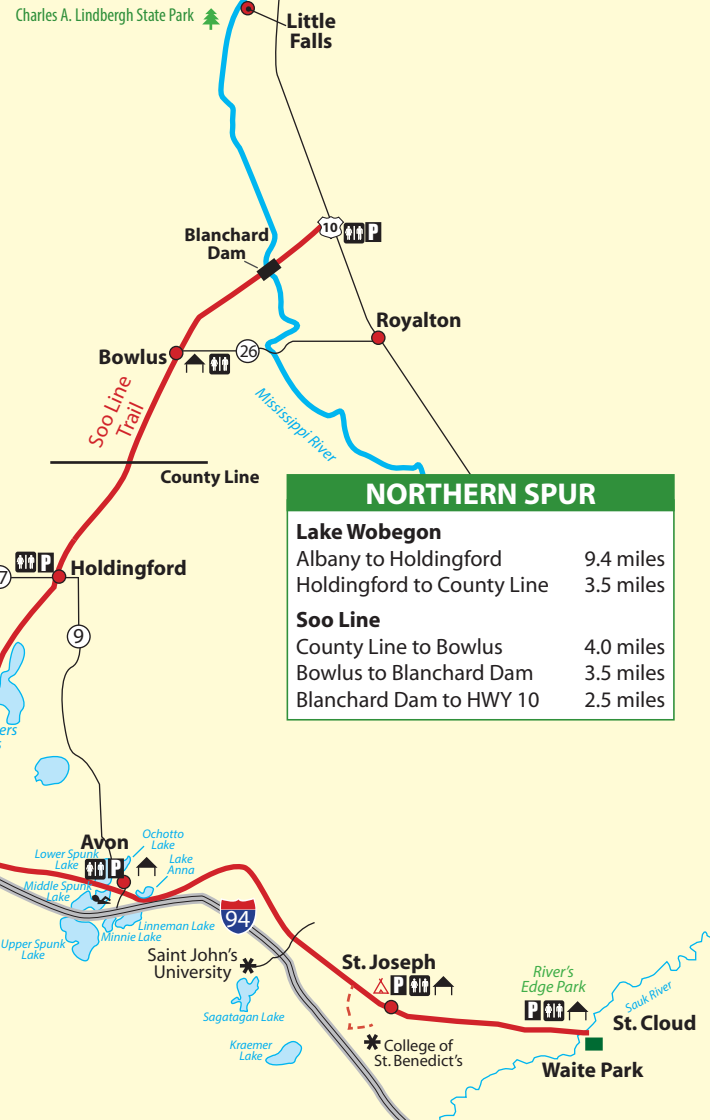 Charles A. Lindbergh State Park
Little
Falls
10
P
Blanchard
Dam
Royalton
Bowlus
26
Soo Line
Trail
Mississippi River
County Line
NORTHERN SPUR
Lake Wobegon
Albany to Holdingford 9.4 miles
Holdingford to County Line 3.5 miles
Soo Line
County Line to Bowlus 4.0 miles
Bowlus to Blanchard Dam 3.5 miles
Blanchard Dam to HWY 10 2.5 miles
P
Holdingford
7
9
ers
Avon
Ochotto
Lake
Lower Spunk
Lake
P
Lake
Anna
Middle Spunk
Lake
94
Linneman Lake
Minnie Lake
Upper Spunk
Lake
Saint John's
University
St. Joseph
P
River's
Edge Park
P
Sauk River
St. Cloud
Sagatagan Lake
Kraemer
Lake
College of
St. Benedict's
Waite Park